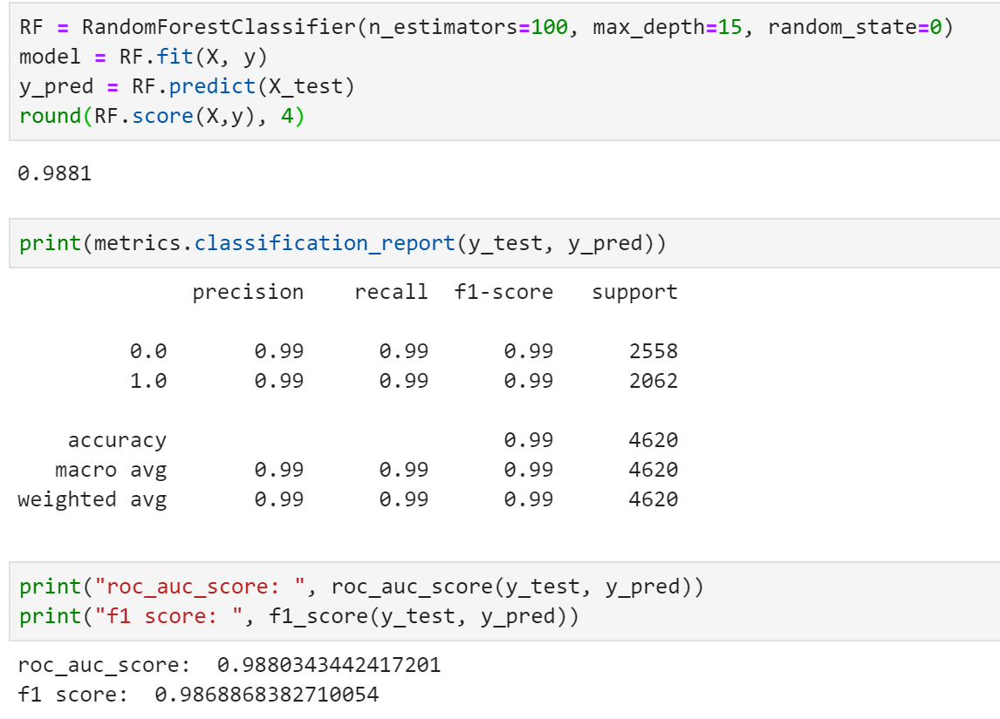 RF = RandomForestClassifier(n_estimators=100, max_depth=15, random_state=0)
model = RF.fit(X, y)
y_pred = RF.predict(X_test)
round(RF.score(X,y), 4)
0.9881
print(metrics.classification_report(y_test, y_pred))
              precision    recall  f1-score   support
         0.0       0.99      0.99      0.99      2558
         1.0       0.99      0.99      0.99      2062
    accuracy                           0.99      4620
   macro avg       0.99      0.99      0.99      4620
weighted avg       0.99      0.99      0.99      4620
print("roc_auc_score: ", roc_auc_score(y_test, y_pred))
print("f1 score: ", f1_score(y_test, y_pred))
roc_auc_score:  0.9880343442417201
f1 score:  0.9868868382710054